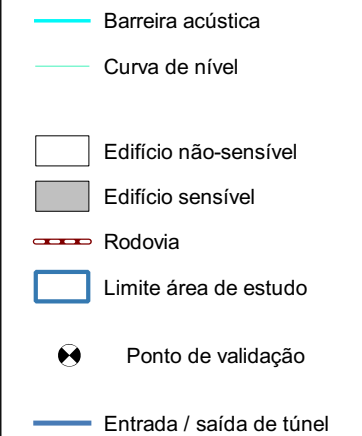 Barreira acústica
Curva de nível
Edifício não-sensível
Edifício sensível
Rodovia
Limite área de estudo
Ponto de validação
Entrada / saída de túnel